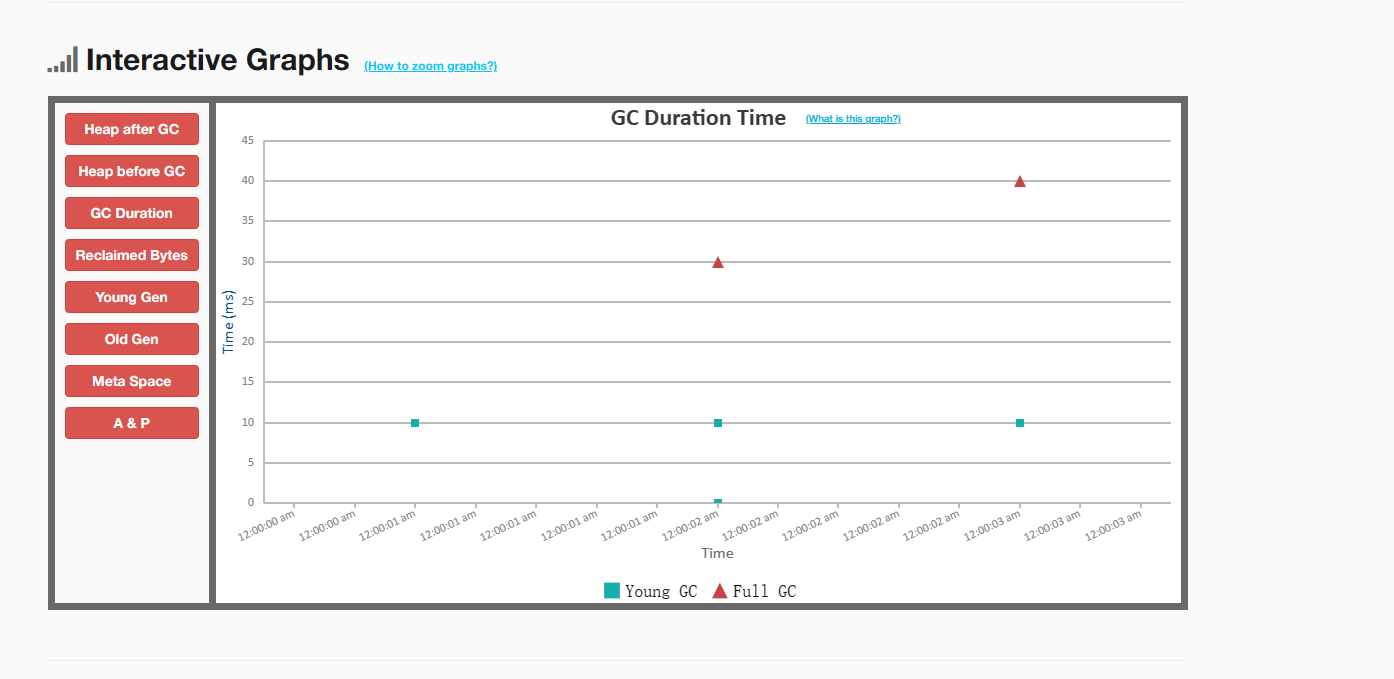 Interactive Graphs (How to zoom graphs?)
Heap after GC
Heap before GC
GC Duration
Reclaimed Bytes
Young Gen
Old Gen
Meta Space
A & P
GC Duration Time (What is this graph?)
Time (ms)
45
40
35
30
25
20
15
10
5
0
12:00:00 am
12:00:00 am
12:00:01 am
12:00:01 am
12:00:01 am
12:00:01 am
12:00:01 am
12:00:02 am
12:00:02 am
12:00:02 am
12:00:02 am
12:00:02 am
12:00:03 am
12:00:03 am
12:00:03 am
Time
Young GC Full GC